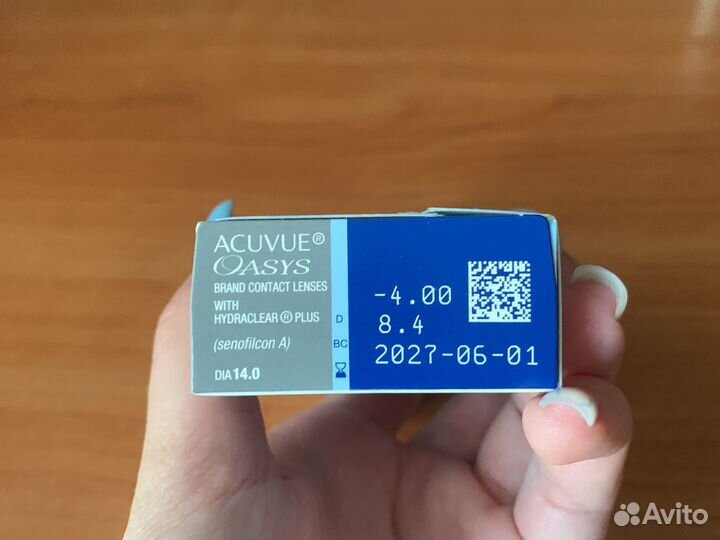 ACUVUE®
OASYS
BRAND CONTACT LENSES
WITH
HYDRACLEAR® PLUS
(senofilcon A)
DIA 14.0
D -4.00
BC 8.4
2027-06-01
Avito